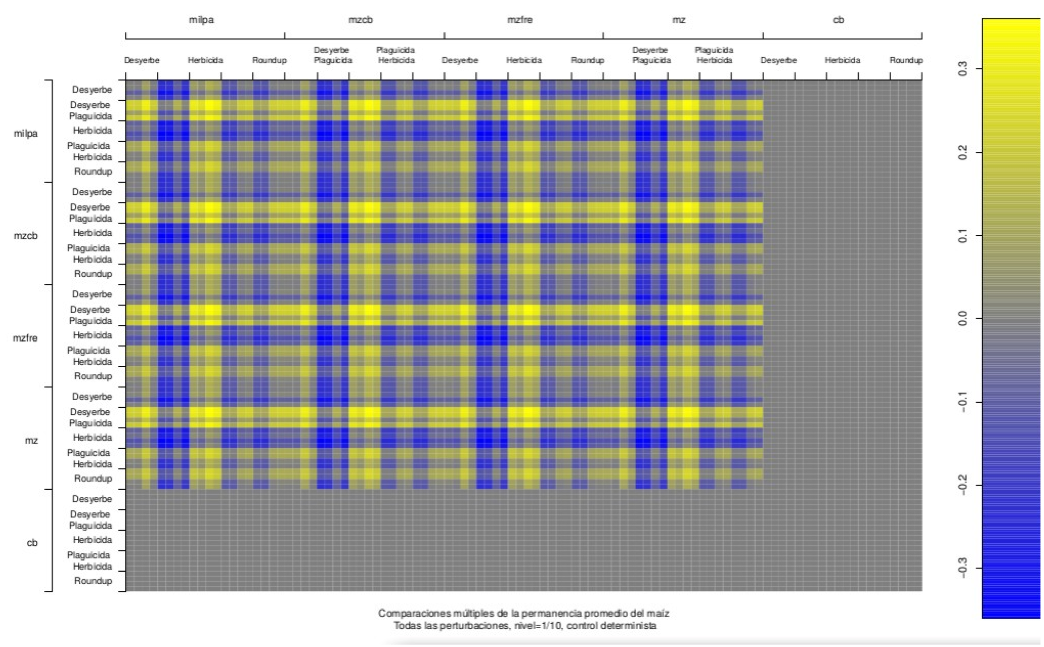 milpa mzcb mzfre mz cb
Desyerbe Plaguicida Desyerbe Plaguicida
Desyerbe Herbicida Roundup Plaguicida Herbicida Desyerbe Herbicida Roundup Plaguicida Herbicida Desyerbe Herbicida Roundup
milpa
Desyerbe
Desyerbe
Plaguicida
Herbicida
Plaguicida
Herbicida
Roundup
mzcb
Desyerbe
Desyerbe
Plaguicida
Herbicida
Plaguicida
Herbicida
Roundup
mzfre
Desyerbe
Desyerbe
Plaguicida
Herbicida
Plaguicida
Herbicida
Roundup
mz
Desyerbe
Desyerbe
Plaguicida
Herbicida
Plaguicida
Herbicida
Roundup
cb
Desyerbe
Desyerbe
Plaguicida
Herbicida
Plaguicida
Herbicida
Roundup
0.3
0.2
0.1
0.0
-0.1
-0.2
-0.3
Comparaciones múltiples de la permanencia promedio del maíz
Todas las perturbaciones, nivel=1/10, control determinista